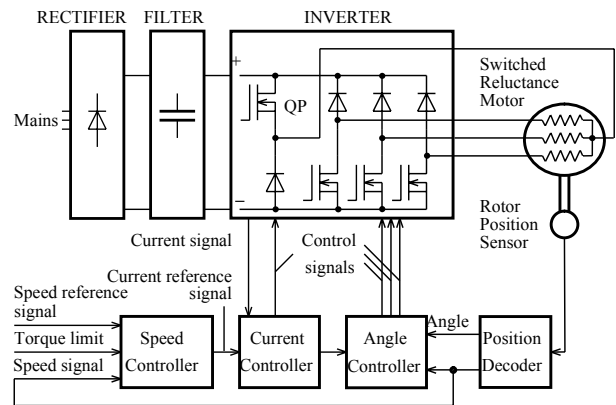 RECTIFIER
FILTER
INVERTER
+
QP
Switched
Reluctance
Motor
Mains
−
Rotor
Position
Sensor
Current signal
Control
signals
Current reference
signal
Speed reference
signal
Torque limit
Speed signal
Speed
Controller
Current
Controller
Angle
Controller
Angle
Position
Decoder